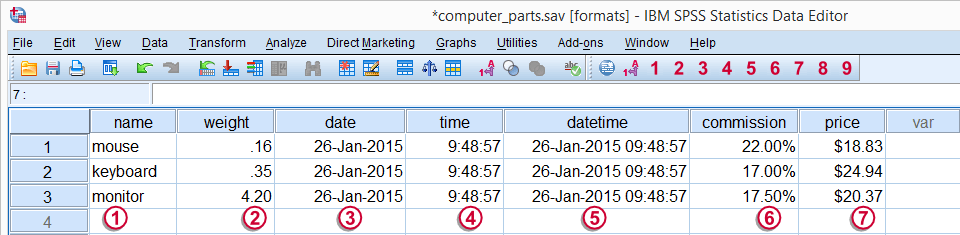 *computer_parts.sav [formats] - IBM SPSS Statistics Data Editor
File Edit View Data Transform Analyze Direct Marketing Graphs Utilities Add-ons Window Help
1 2 3 4 5 6 7 8 9
7 :
name weight date time datetime commission price var
1 mouse .16 26-Jan-2015 9:48:57 26-Jan-2015 09:48:57 22.00% $18.83
2 keyboard .35 26-Jan-2015 9:48:57 26-Jan-2015 09:48:57 17.00% $24.94
3 monitor 4.20 26-Jan-2015 9:48:57 26-Jan-2015 09:48:57 17.50% $20.37
4 1 2 3 4 5 6 7